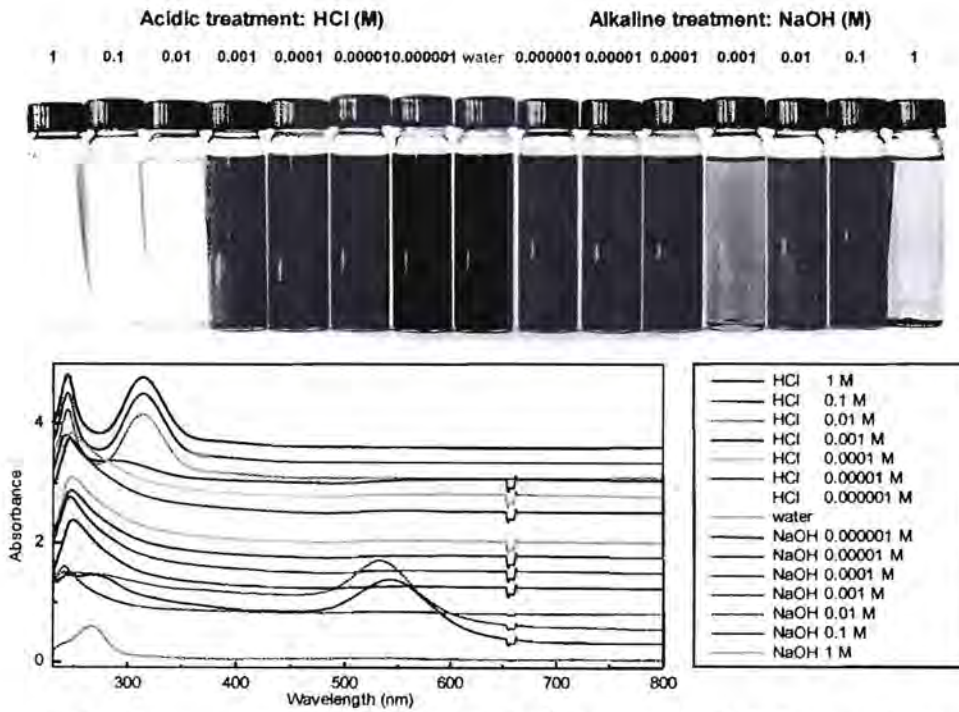 Acidic treatment: HCl (M) Alkaline treatment: NaOH (M)
1 0.1 0.01 0.001 0.0001 0.00001 0.000001 water 0.000001 0.00001 0.0001 0.001 0.01 0.1 1
Absorbance
4
2
0
300 400 500 600 700 800
Wavelength (nm)
HCl 1 M
HCl 0.1 M
HCl 0.01 M
HCl 0.001 M
HCl 0.0001 M
HCl 0.00001 M
HCl 0.000001 M
water
NaOH 0.000001 M
NaOH 0.00001 M
NaOH 0.0001 M
NaOH 0.001 M
NaOH 0.01 M
NaOH 0.1 M
NaOH 1 M